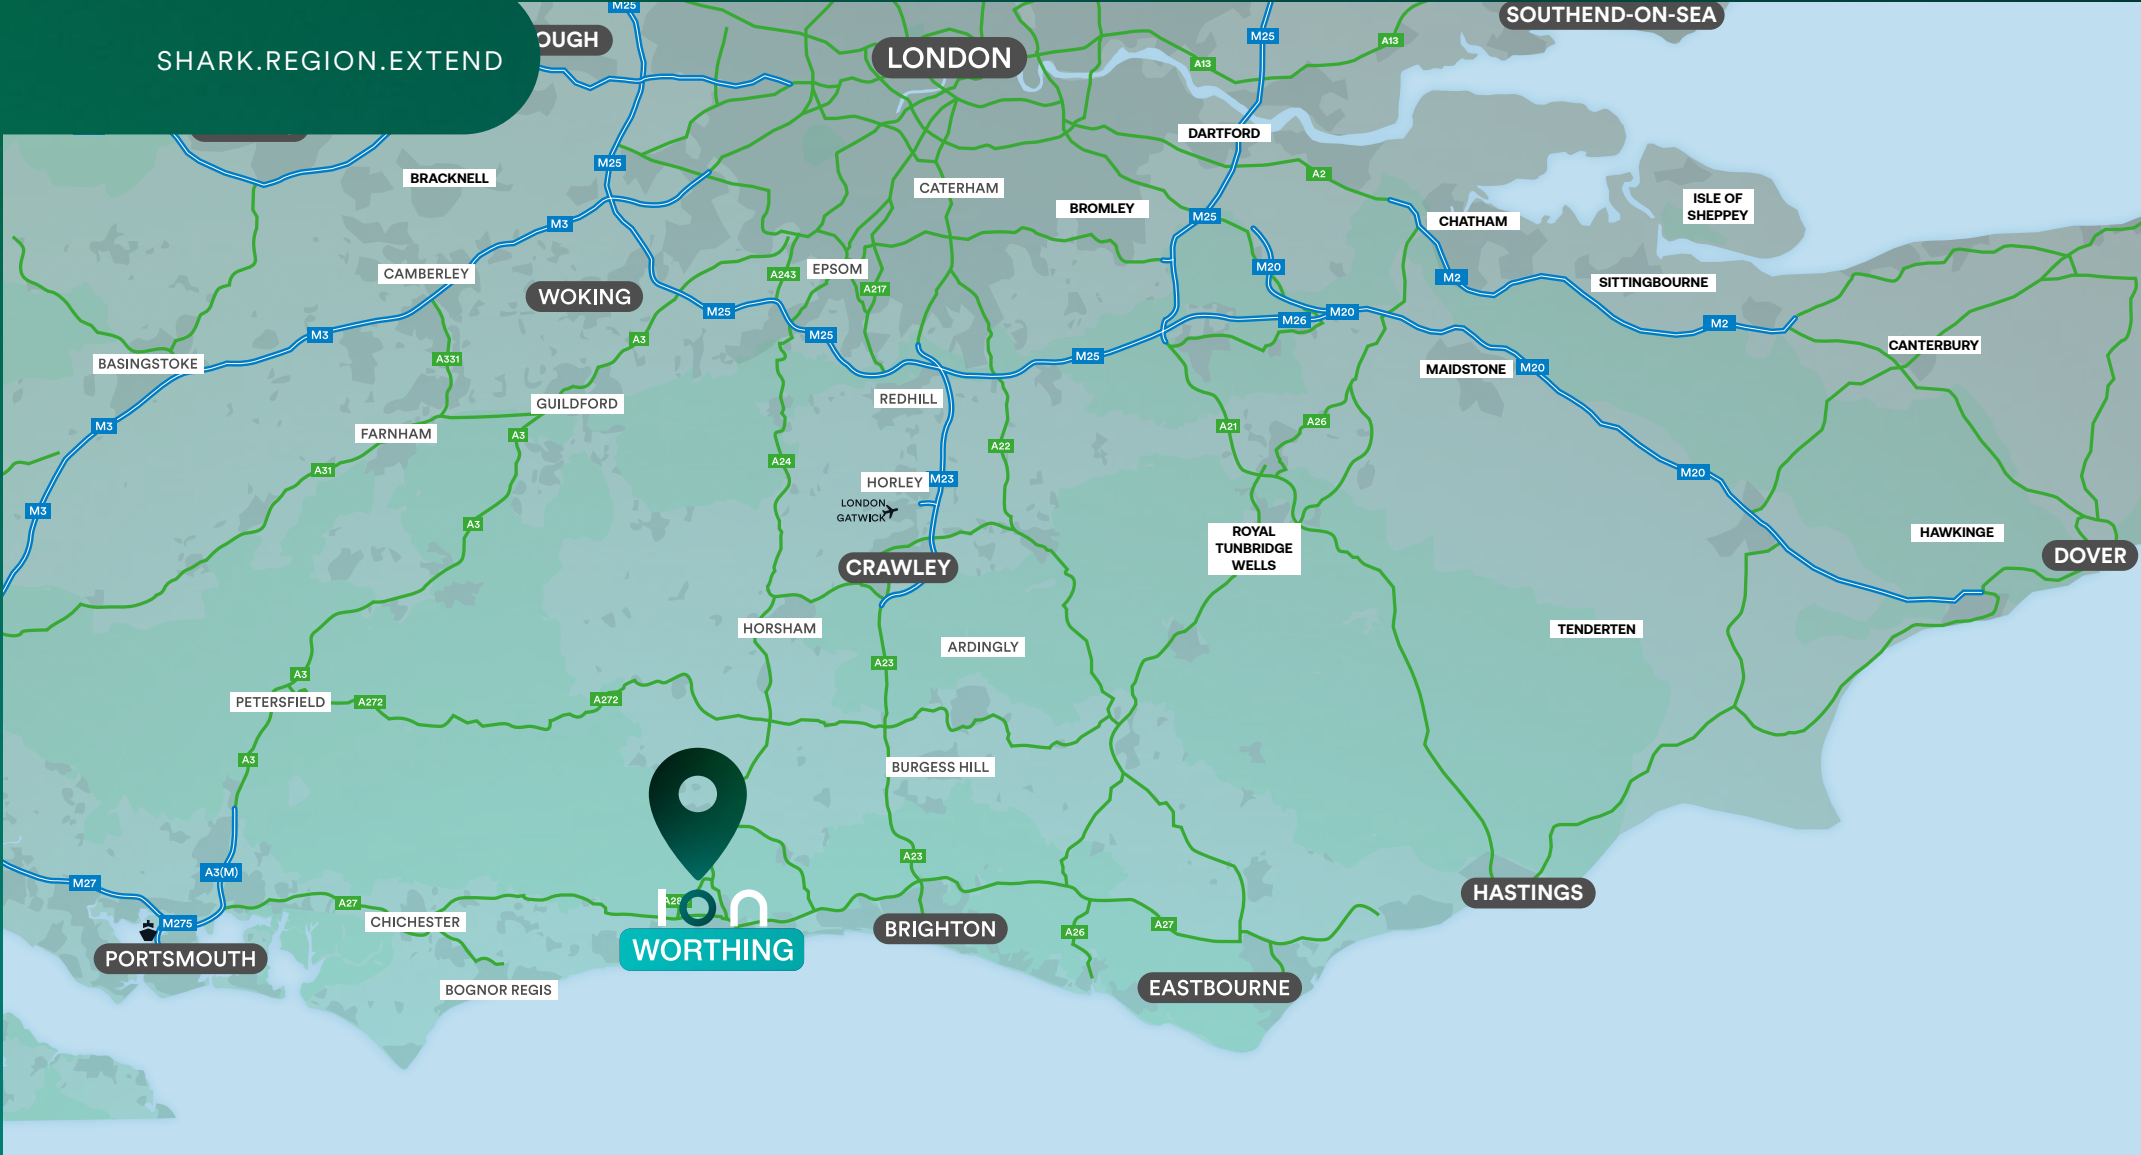 M25
SOUTHEND-ON-SEA
OUGH
M25
A13
SHARK.REGION.EXTEND
LONDON
A13
DARTFORD
M25
A2
BRACKNELL
CATERHAM
BROMLEY
ISLE OF
SHEPPEY
M25
CHATHAM
M3
CAMBERLEY
A243
EPSOM
M20
M2
SITTINGBOURNE
A217
WOKING
M25
M26
M20
M2
M3
A3
M25
CANTERBURY
BASINGSTOKE
A331
M25
MAIDSTONE
M20
REDHILL
GUILDFORD
M3
FARNHAM
A3
A21
A26
A22
A31
A24
M20
HORLEY
M23
LONDON
GATWICK
M3
A3
ROYAL
TUNBRIDGE
WELLS
HAWKINGE
DOVER
CRAWLEY
HORSHAM
TENDERTEN
ARDINGLY
A23
A3
PETERSFIELD
A272
A272
A3
BURGESS HILL
A23
A3(M)
M27
HASTINGS
A27
A28
Ion
CHICHESTER
M275
A27
BRIGHTON
A26
WORTHING
PORTSMOUTH
EASTBOURNE
BOGNOR REGIS